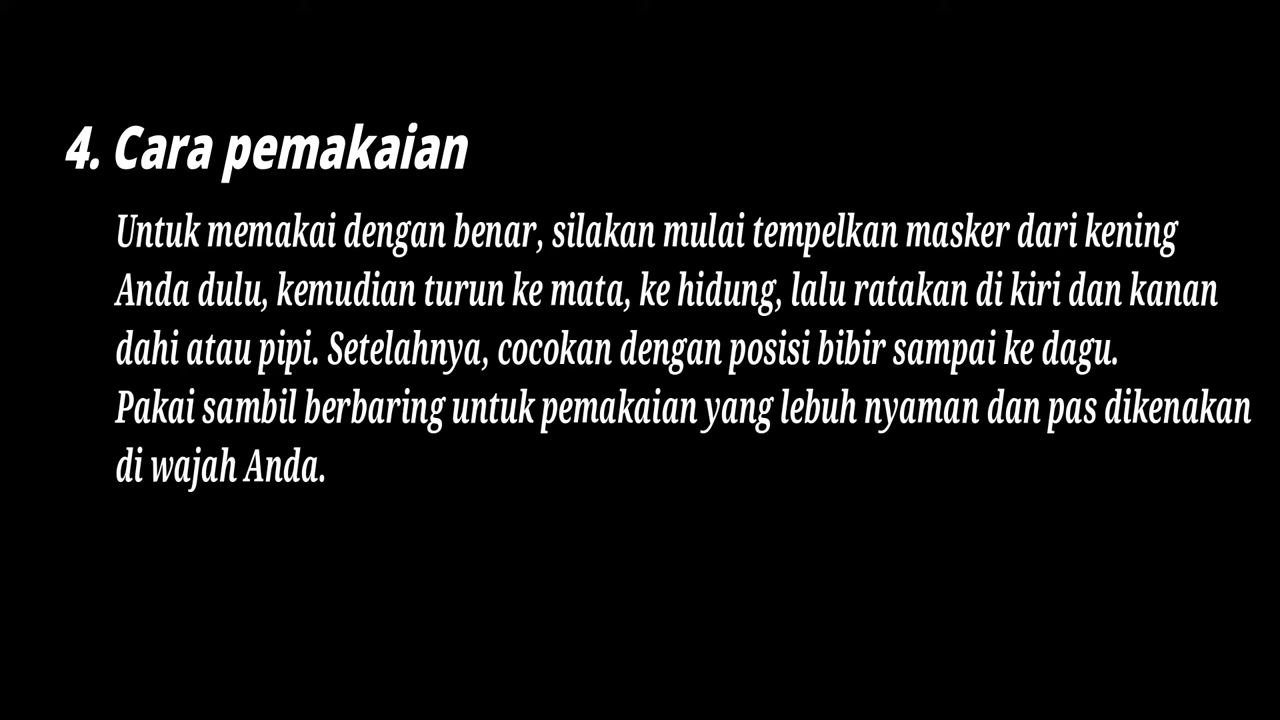 4. Cara pemakaian
Untuk memakai dengan benar, silakan mulai tempelkan masker dari kening
Anda dulu, kemudian turun ke mata, ke hidung, lalu ratakan di kiri dan kanan
dahi atau pipi. Setelahnya, cocokan dengan posisi bibir sampai ke dagu.
Pakai sambil berbaring untuk pemakaian yang lebuh nyaman dan pas dikenakan
di wajah Anda.